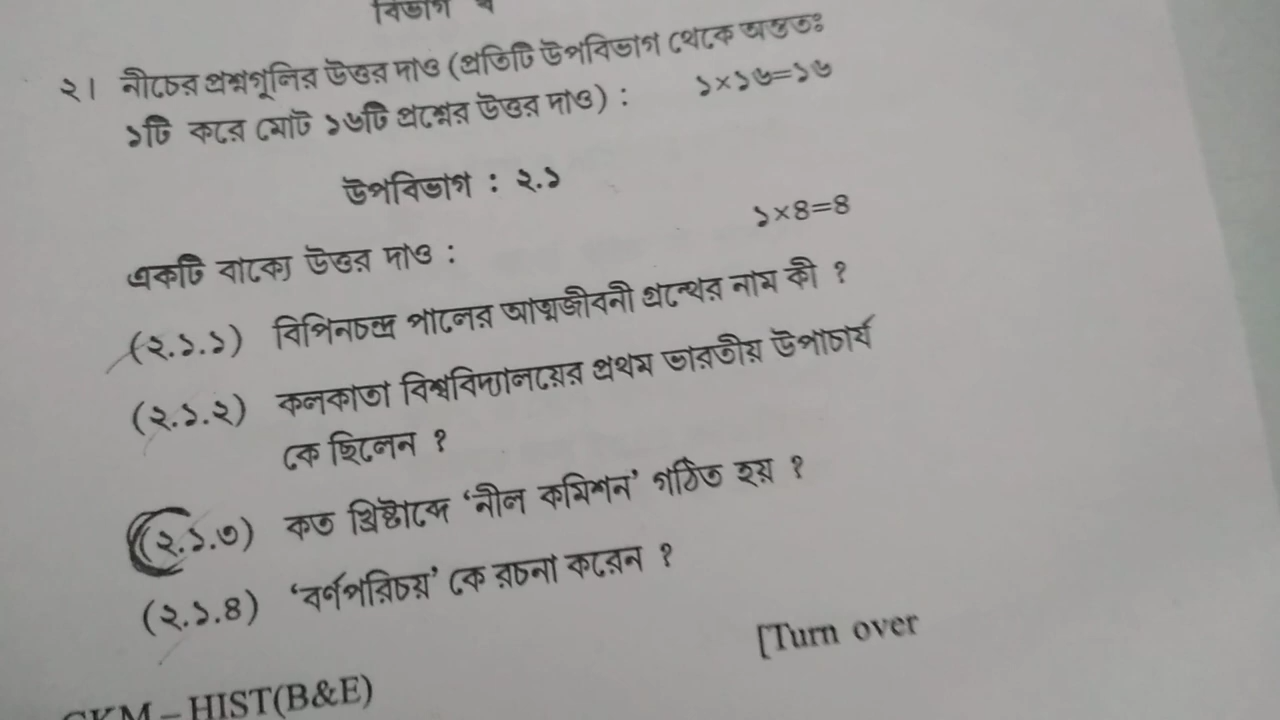 বিভাগ খ
২। নীচের প্রশ্নগুলির উত্তর দাও (প্রতিটি উপবিভাগ থেকে অন্ততঃ
১টি করে মোট ১৬টি প্রশ্নের উত্তর দাও) : ১×১৬=১৬
উপবিভাগ : ২.১
একটি বাক্যে উত্তর দাও : ১×৪=৪
(২.১.১) বিপিনচন্দ্র পালের আত্মজীবনী গ্রন্থের নাম কী ?
(২.১.২) কলকাতা বিশ্ববিদ্যালয়ের প্রথম ভারতীয় উপাচার্য
কে ছিলেন ?
(২.১.৩) কত খ্রিষ্টাব্দে ‘নীল কমিশন’ গঠিত হয় ?
(২.১.৪) ‘বর্ণপরিচয়’ কে রচনা করেন ?
[Turn over
– HIST(B&E)